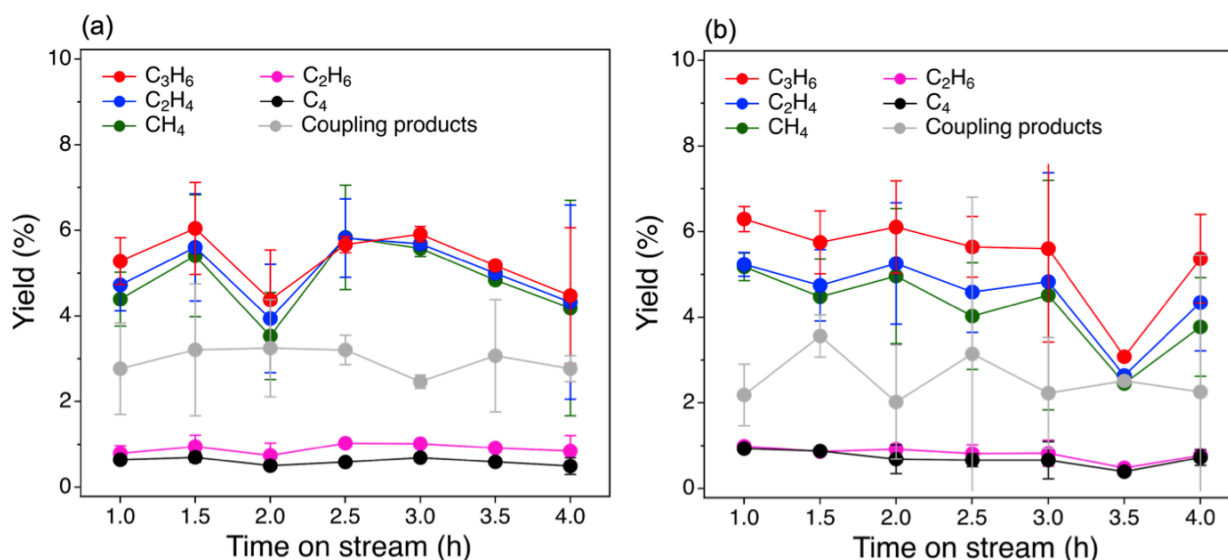 (a)
C₃H₆
C₂H₄
CH₄
C₂H₆
C₄
Coupling products
Yield (%)
10
8
6
4
2
0
1.0 1.5 2.0 2.5 3.0 3.5 4.0
Time on stream (h)
(b)
C₃H₆
C₂H₄
CH₄
C₂H₆
C₄
Coupling products
Yield (%)
10
8
6
4
2
0
1.0 1.5 2.0 2.5 3.0 3.5 4.0
Time on stream (h)